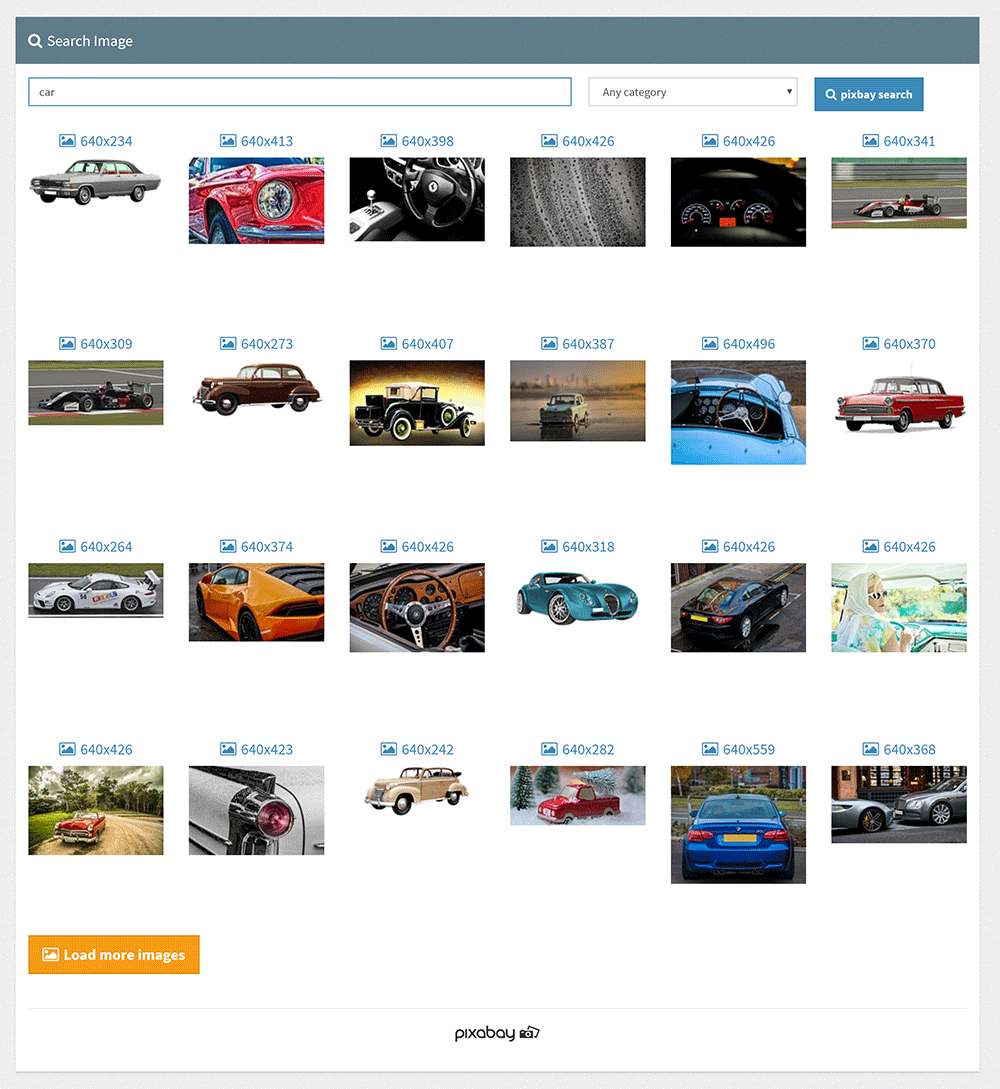 Search Image
car
Any category
pixbay search
640x234
640x413
640x398
640x426
640x426
640x341
640x309
640x273
640x407
640x387
640x496
640x370
640x264
640x374
640x426
640x318
640x426
640x426
640x426
640x423
640x242
640x282
640x559
640x368
Load more images
pixabay